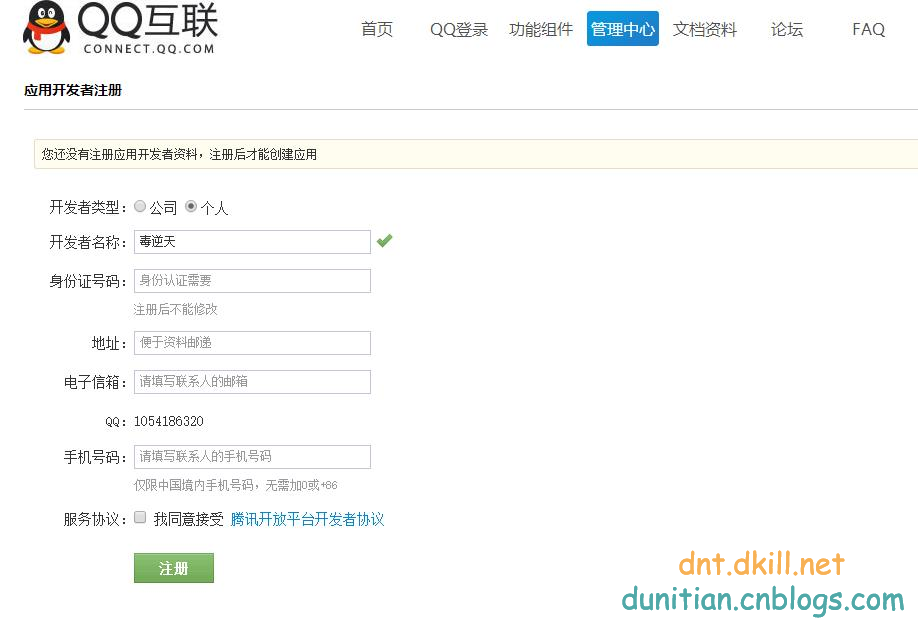 QQ互联
CONNECT.QQ.COM
首页 QQ登录 功能组件 管理中心 文档资料 论坛 FAQ
应用开发者注册
您还没有注册应用开发者资料，注册后才能创建应用
开发者类型： 公司 个人
开发者名称： 毒逆天
身份证号码： 身份认证需要
注册后不能修改
地址： 便于资料邮递
电子信箱： 请填写联系人的邮箱
QQ： 1054186320
手机号码： 请填写联系人的手机号码
仅限中国境内手机号码，无需加0或+86
服务协议： 我同意接受 腾讯开放平台开发者协议
注册
dnt.dkill.net
dunitian.cnblogs.com